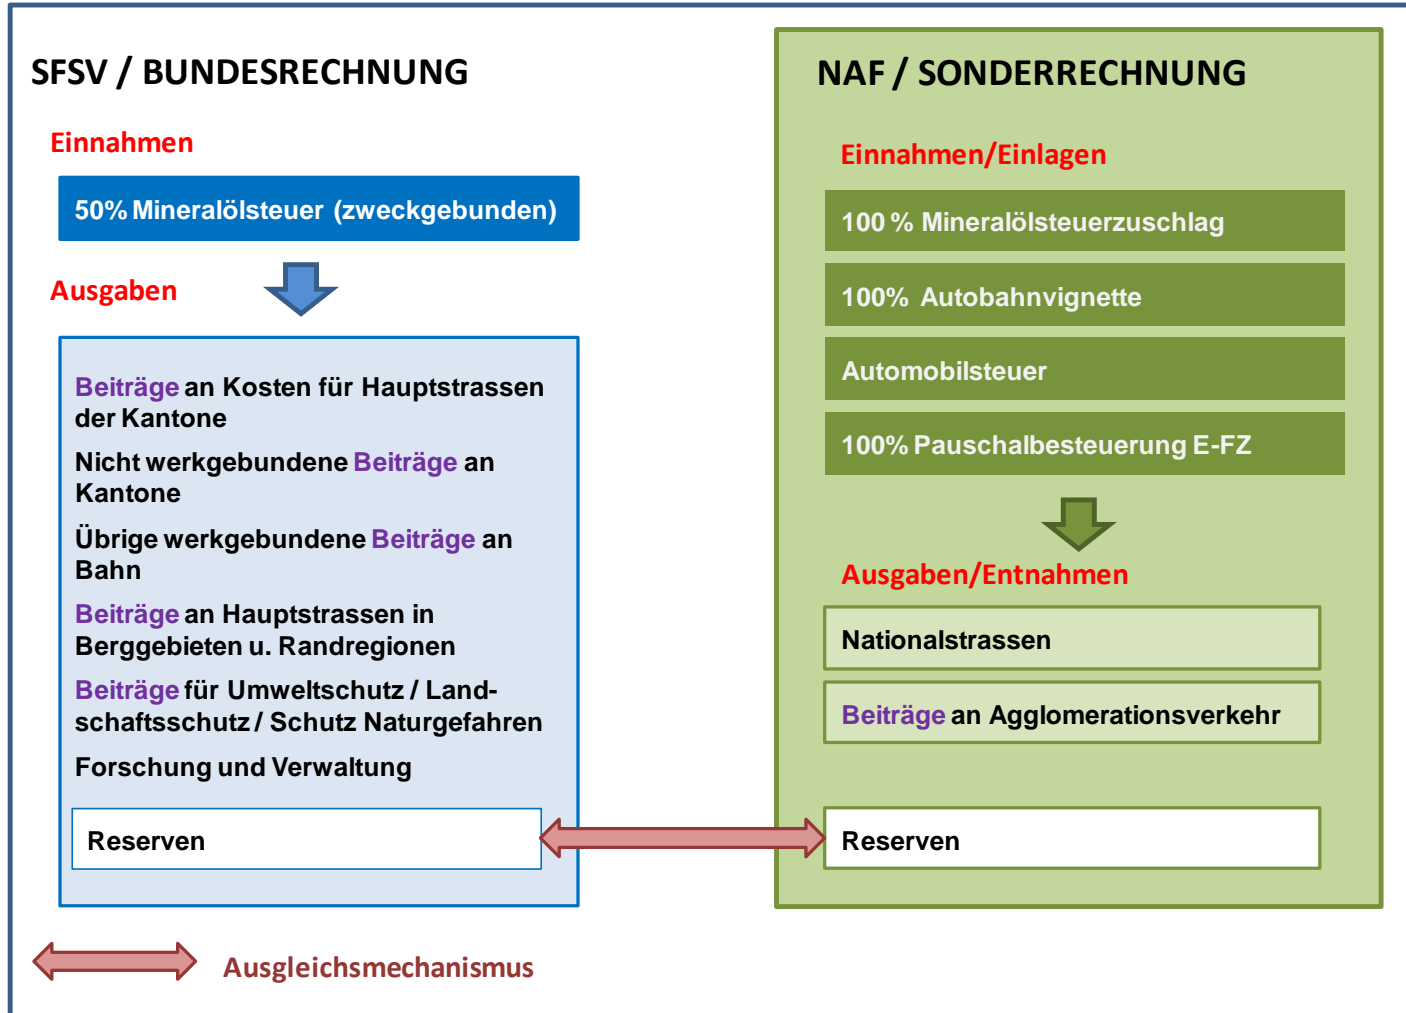 SFSV / BUNDESRECHNUNG
Einnahmen
50% Mineralölsteuer (zweckgebunden)
Ausgaben
Beiträge an Kosten für Hauptstrassen
der Kantone
Nicht werkgebundene Beiträge an
Kantone
Übrige werkgebundene Beiträge an
Bahn
Beiträge an Hauptstrassen in
Berggebieten u. Randregionen
Beiträge für Umweltschutz / Land-
schaftsschutz / Schutz Naturgefahren
Forschung und Verwaltung
Reserven
NAF / SONDERRECHNUNG
Einnahmen/Einlagen
100 % Mineralölsteuerzuschlag
100% Autobahnvignette
Automobilsteuer
100% Pauschalbesteuerung E-FZ
Ausgaben/Entnahmen
Nationalstrassen
Beiträge an Agglomerationsverkehr
Reserven
Ausgleichsmechanismus